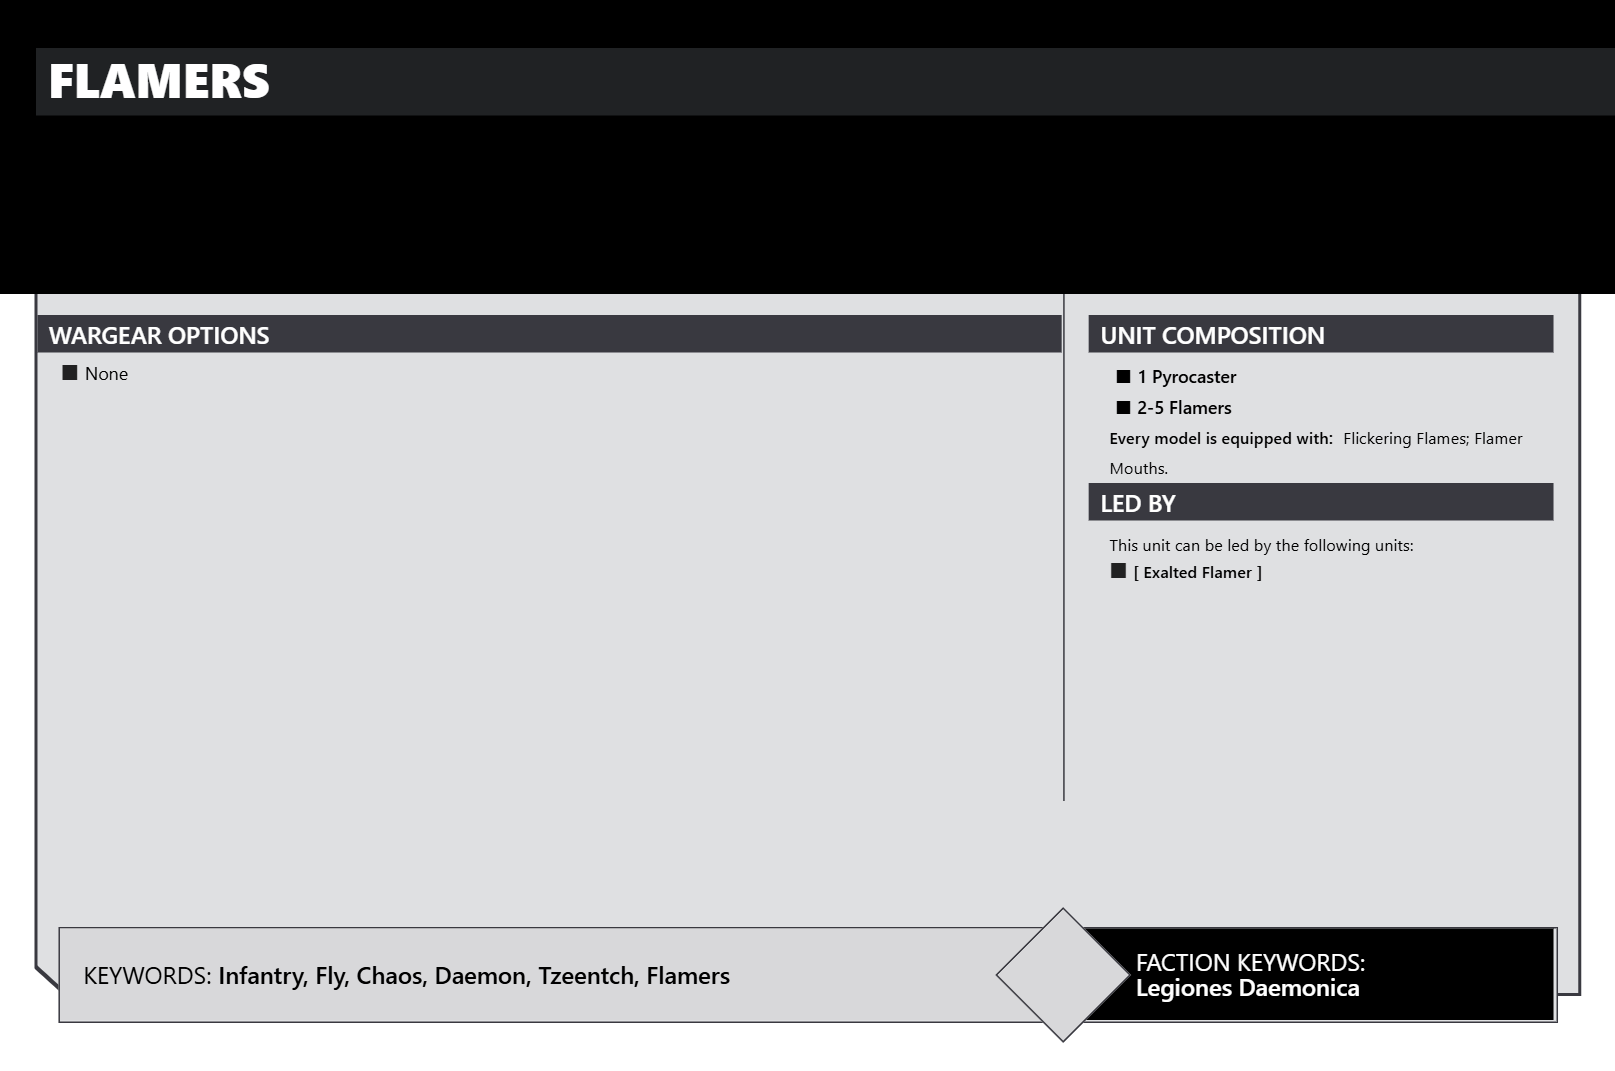 FLAMERS
WARGEAR OPTIONS
■ None
UNIT COMPOSITION
■ 1 Pyrocaster
■ 2-5 Flamers
Every model is equipped with: Flickering Flames; Flamer
Mouths.
LED BY
This unit can be led by the following units:
■ [ Exalted Flamer ]
KEYWORDS: Infantry, Fly, Chaos, Daemon, Tzeentch, Flamers
FACTION KEYWORDS:
Legiones Daemonica